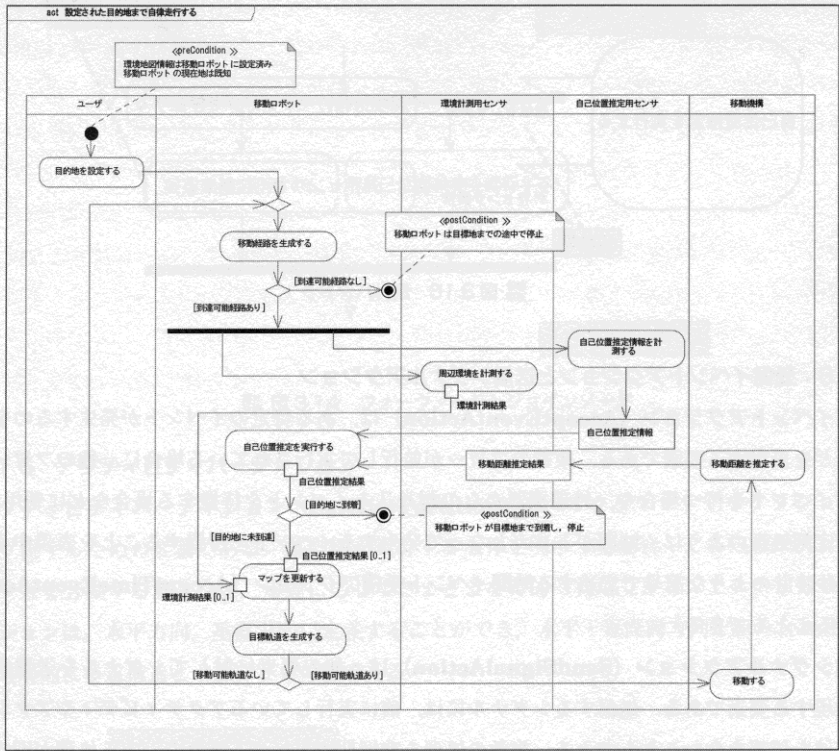 act 設定された目的地まで自律走行する
≪preCondition ≫
環境地図情報は移動ロボットに設定済み
移動ロボットの現在地は既知
ユーザ
移動ロボット
環境計測用センサ
自己位置推定用センサ
移動機構
目的地を設定する
≪postCondition ≫
移動ロボットは目標地までの途中で停止
移動経路を生成する
[到達可能経路なし]
[到達可能経路あり]
自己位置推定情報を計
測する
周辺環境を計測する
環境計測結果
自己位置推定情報
自己位置推定を実行する
移動距離推定結果
移動距離を推定する
自己位置推定結果
[目的地に到着]
≪postCondition ≫
移動ロボットが目標地まで到着し，停止
[目的地に未到達]
自己位置推定結果 [0..1]
マップを更新する
環境計測結果 [0..1]
目標軌道を生成する
[移動可能軌道なし]
[移動可能軌道あり]
移動する